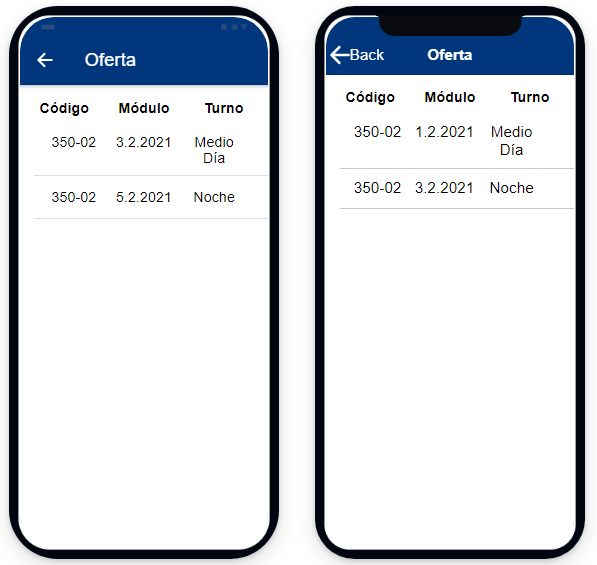 Oferta
Código Módulo Turno
350-02 3.2.2021 Medio
Día
350-02 5.2.2021 Noche
Back Oferta
Código Módulo Turno
350-02 1.2.2021 Medio
Día
350-02 3.2.2021 Noche